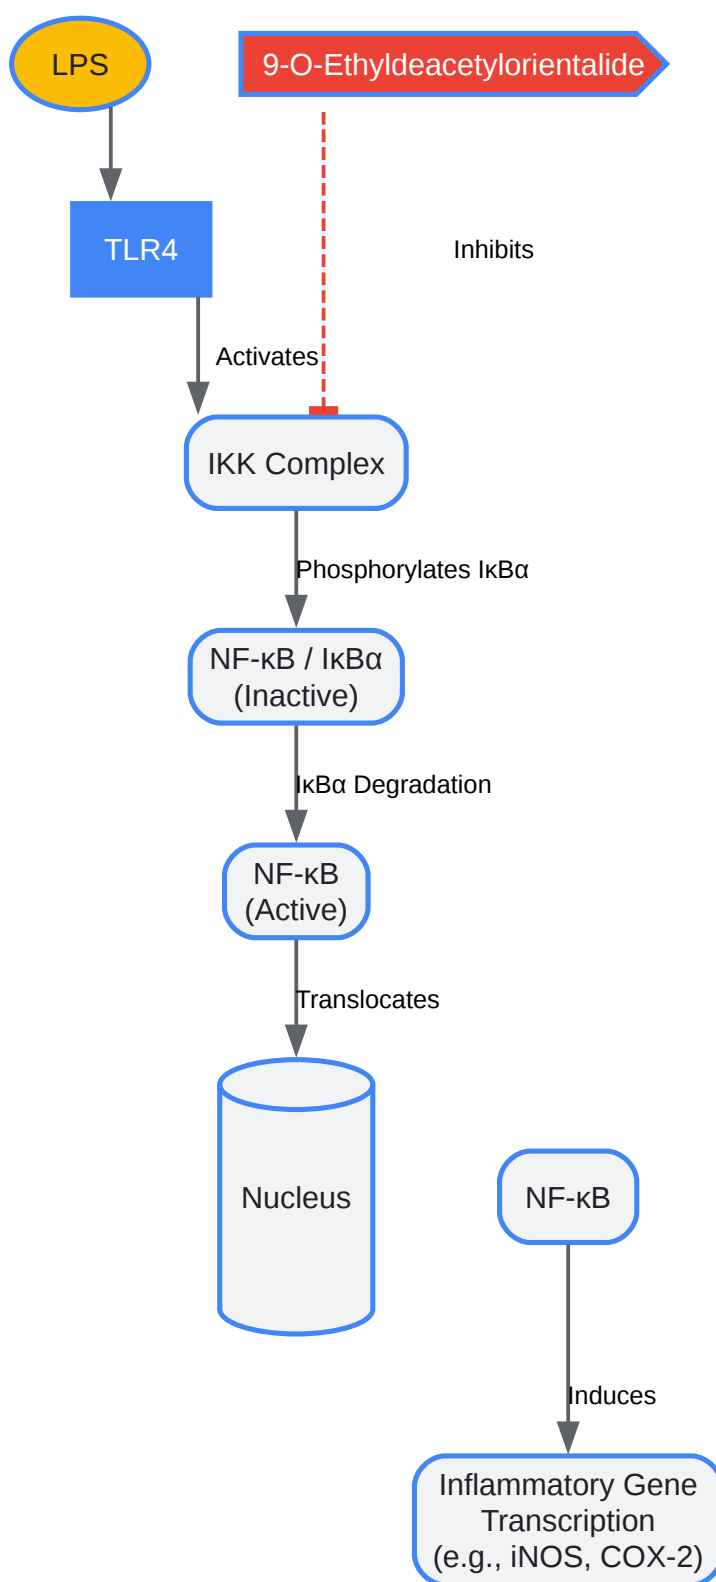 LPS
9-O-Ethyldeacetylorientalide
TLR4
Inhibits
Activates
IKK Complex
Phosphorylates IκBα
NF-κB / IκBα
(Inactive)
IκBα Degradation
NF-κB
(Active)
Translocates
Nucleus
NF-κB
Induces
Inflammatory Gene
Transcription
(e.g., iNOS, COX-2)